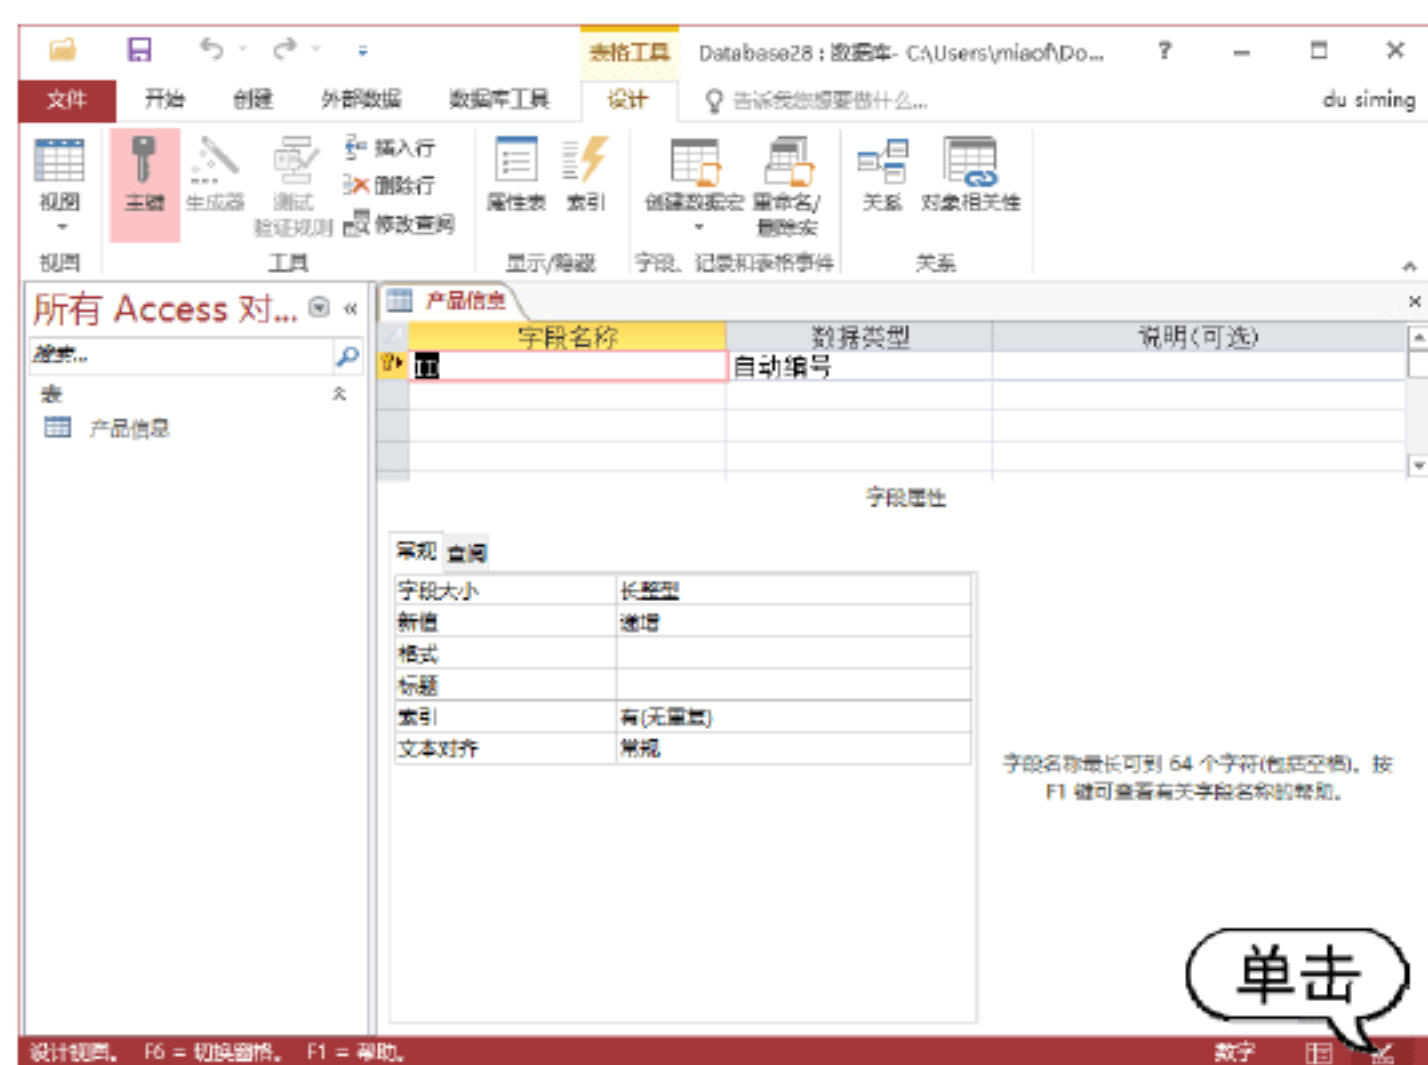 表格工具 Database28 : 数据库- C:\Users\miaof\Do... ?
文件 开始 创建 外部数据 数据库工具 设计 告诉我您想要做什么... du siming
视图 主键 生成器 测试验证规则 插入行 删除行 修改查阅 属性表 索引 创建数据宏 重命名/删除宏 关系 对象相关性
视图 工具 显示/隐藏 字段、记录和表格事件 关系
所有 Access 对... «
产品信息
搜索...
字段名称 数据类型 说明(可选)
ID 自动编号
表
产品信息
字段属性
常规 查阅
字段大小 长整型
新值 递增
格式
标题
索引 有(无重复)
文本对齐 常规
字段名称最长可到 64 个字符(包括空格)。按
F1 键可查看有关字段名称的帮助。
单击
设计视图。 F6 = 切换窗格。 F1 = 帮助。 数字